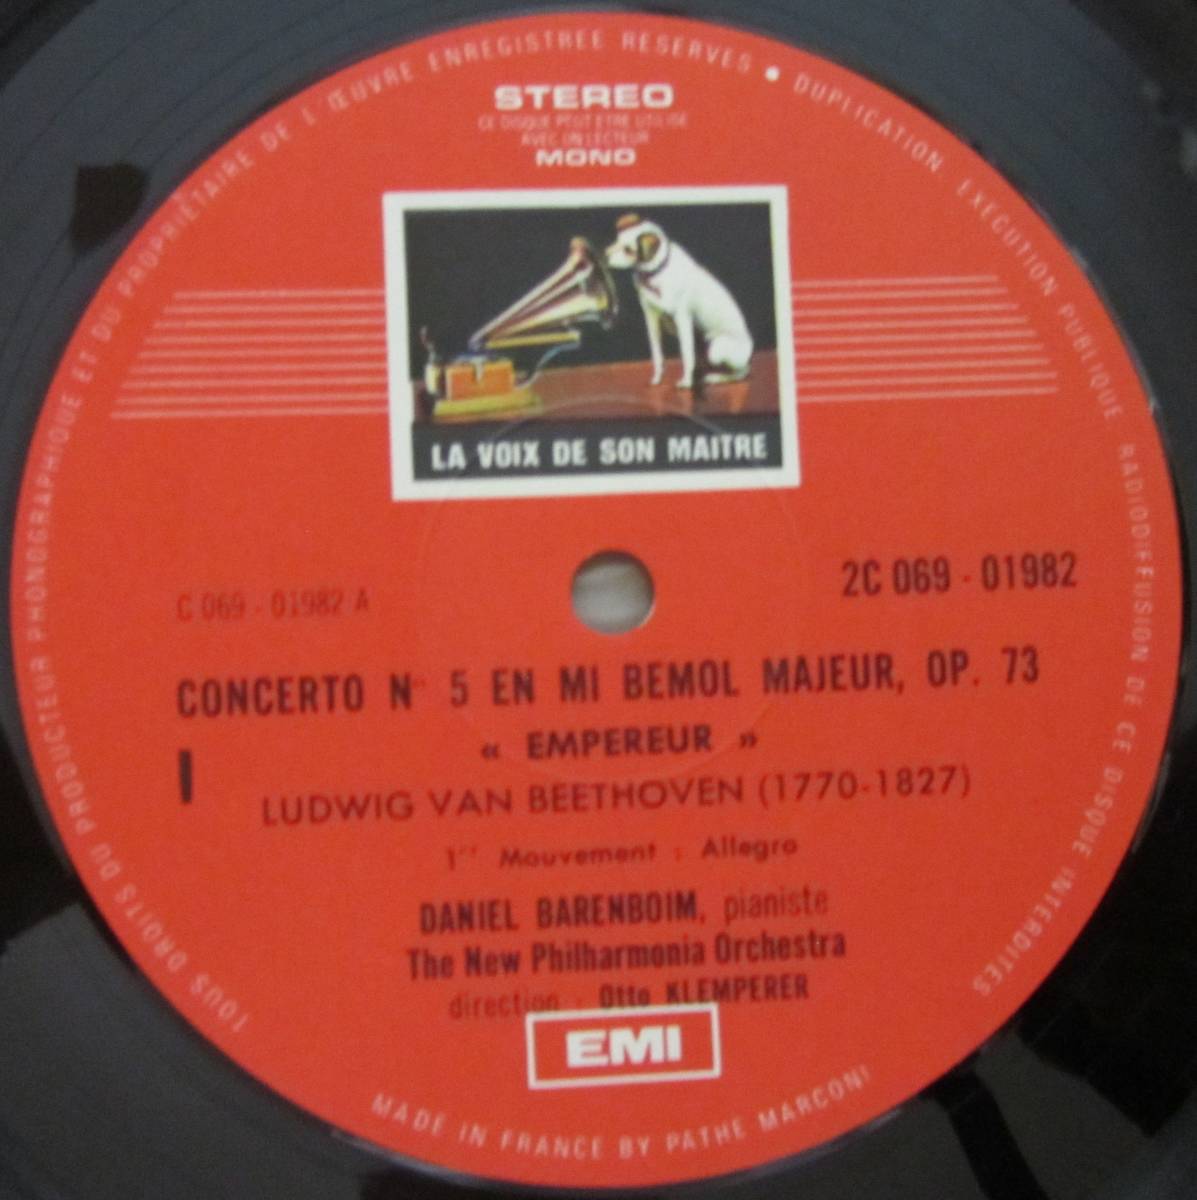 TOUS DROITS DU PRODUCTEUR PHONOGRAPHIQUE ET DU PROPRIÉTAIRE DE L'ŒUVRE ENREGISTREE RESERVES • DUPLICATION EXECUTION PUBLIQUE RADIODIFFUSION DE CE DISQUE INTERDITES
STEREO
CE DISQUE PEUT ETRE UTILISE
AVEC UN LECTEUR
MONO
LA VOIX DE SON MAITRE
2C 069 - 01982
C 069 - 01982 A
CONCERTO N° 5 EN MI BEMOL MAJEUR, OP. 73
« EMPEREUR »
I
LUDWIG VAN BEETHOVEN (1770-1827)
1er Mouvement : Allegro
DANIEL BARENBOIM, pianiste
The New Philharmonia Orchestra
direction : Otto KLEMPERER
EMI
MADE IN FRANCE BY PATHE MARCONI